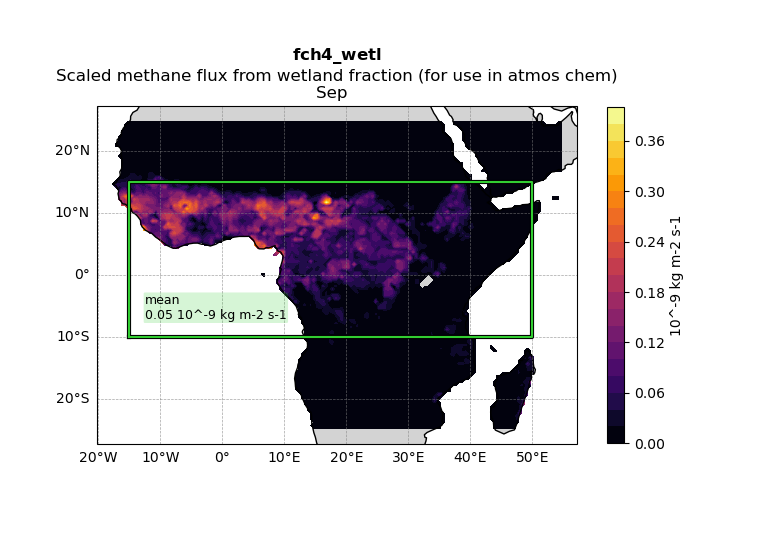 fch4_wetl
Scaled methane flux from wetland fraction (for use in atmos chem)
Sep
20°N
10°N
0°
10°S
20°S
20°W 10°W 0° 10°E 20°E 30°E 40°E 50°E
mean
0.05 10^-9 kg m-2 s-1
0.36
0.30
0.24
0.18
0.12
0.06
0.00
10^-9 kg m-2 s-1